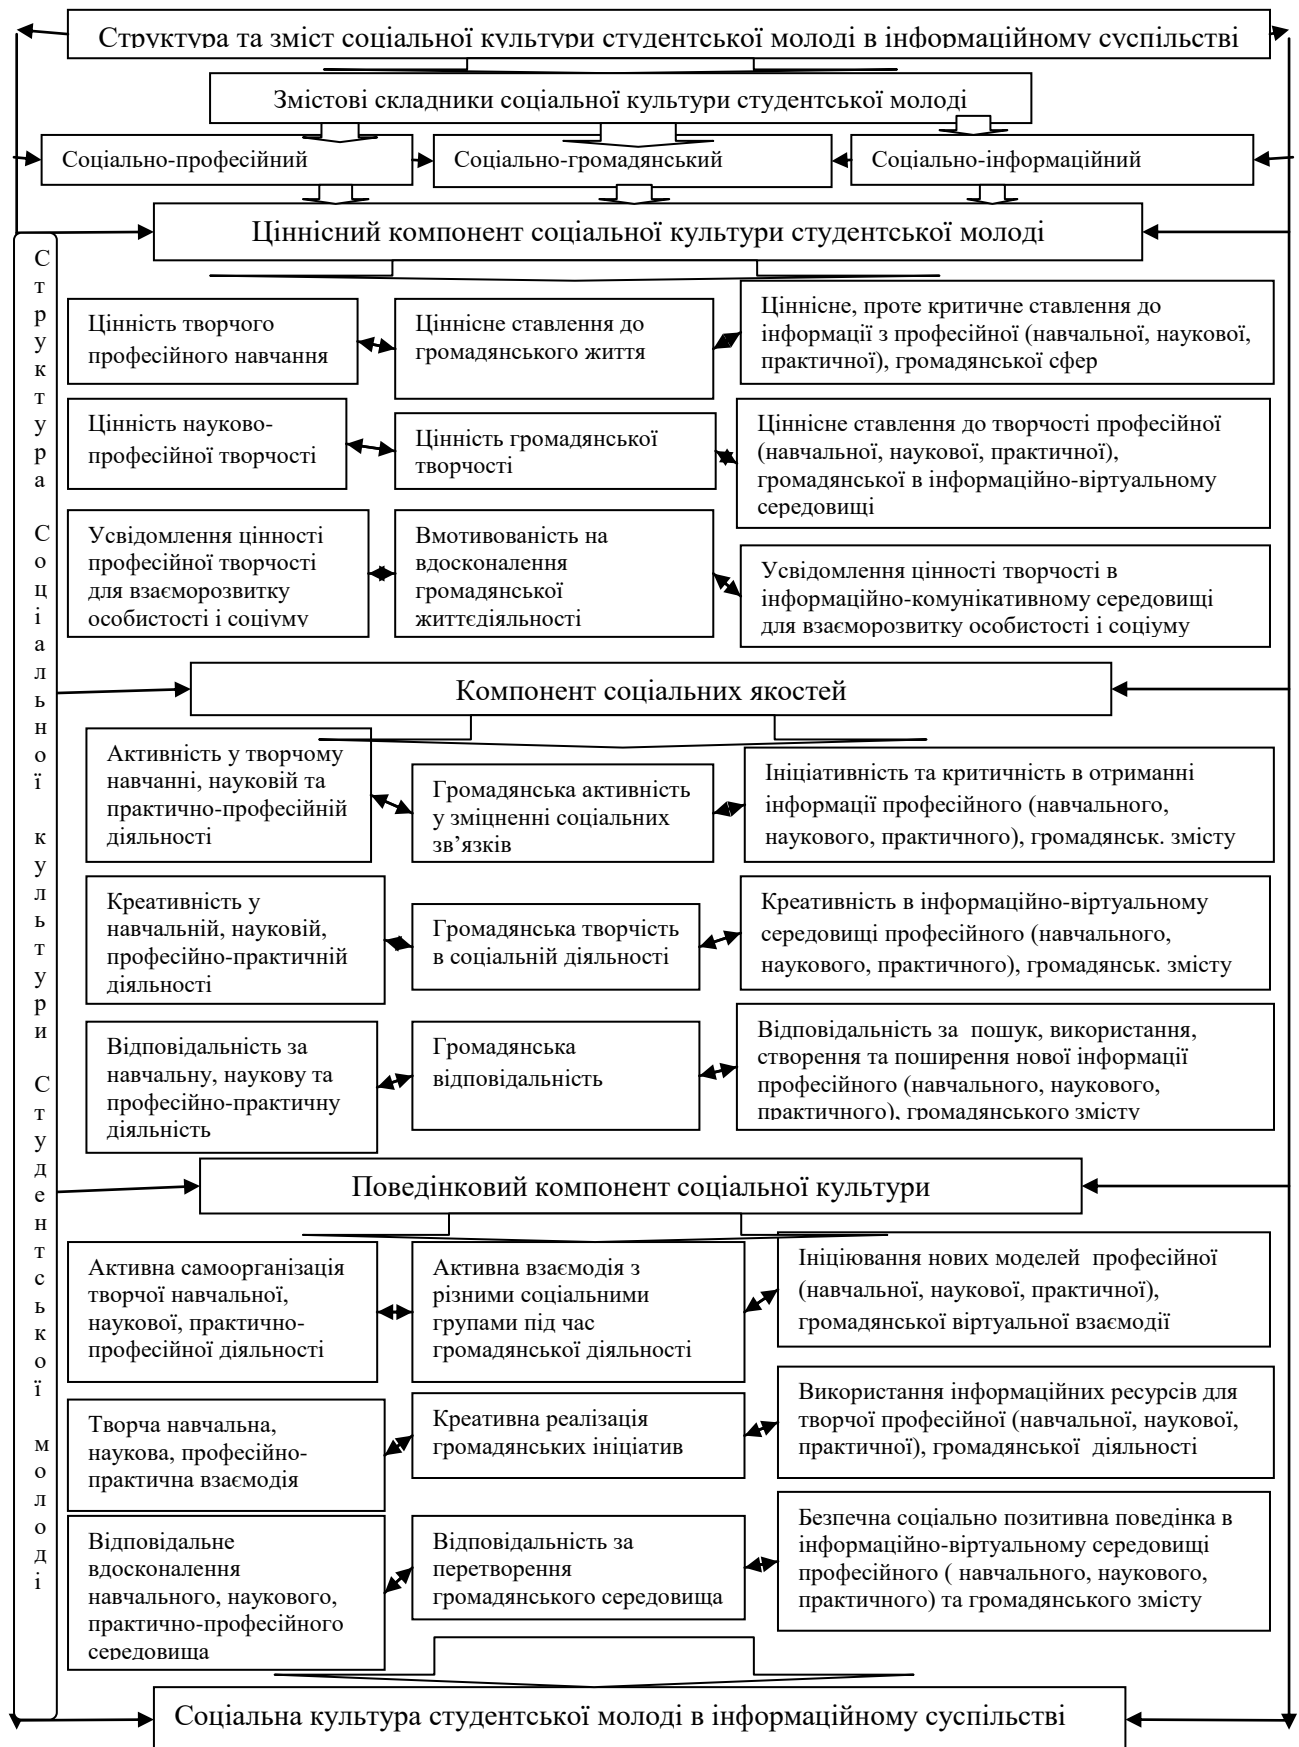 Структура та зміст соціальної культури студентської молоді в інформаційному суспільстві
Змістові складники соціальної культури студентської молоді
Соціально-професійний
Соціально-громадянський
Соціально-інформаційний
Ціннісний компонент соціальної культури студентської молоді
Структура Соціальної культури Студентської молоді
Цінність творчого
професійного навчання
Ціннісне ставлення до
громадянського життя
Ціннісне, проте критичне ставлення до
інформації з професійної (навчальної, наукової,
практичної), громадянської сфер
Цінність науково-
професійної творчості
Цінність громадянської
творчості
Ціннісне ставлення до творчості професійної
(навчальної, наукової, практичної),
громадянської в інформаційно-віртуальному
середовищі
Усвідомлення цінності
професійної творчості
для взаєморозвитку
особистості і соціуму
Вмотивованість на
вдосконалення
громадянської
життєдіяльності
Усвідомлення цінності творчості в
інформаційно-комунікативному середовищі
для взаєморозвитку особистості і соціуму
Компонент соціальних якостей
Активність у творчому
навчанні, науковій та
практично-професійній
діяльності
Громадянська активність
у зміцненні соціальних
зв’язків
Ініціативність та критичність в отриманні
інформації професійного (навчального,
наукового, практичного), громадянськ. змісту
Креативність у
навчальній, науковій,
професійно-практичній
діяльності
Громадянська творчість
в соціальній діяльності
Креативність в інформаційно-віртуальному
середовищі професійного (навчального,
наукового, практичного), громадянськ. змісту
Відповідальність за
навчальну, наукову та
професійно-практичну
діяльність
Громадянська
відповідальність
Відповідальність за пошук, використання,
створення та поширення нової інформації
професійного (навчального, наукового,
практичного), громадянського змісту
Поведінковий компонент соціальної культури
Активна самоорганізація
творчої навчальної,
наукової, практично-
професійної діяльності
Активна взаємодія з
різними соціальними
групами під час
громадянської діяльності
Ініціювання нових моделей професійної
(навчальної, наукової, практичної),
громадянської віртуальної взаємодії
Творча навчальна,
наукова, професійно-
практична взаємодія
Креативна реалізація
громадянських ініціатив
Використання інформаційних ресурсів для
творчої професійної (навчальної, наукової,
практичної), громадянської діяльності
Відповідальне
вдосконалення
навчального, наукового,
практично-професійного
середовища
Відповідальність за
перетворення
громадянського середовища
Безпечна соціально позитивна поведінка в
інформаційно-віртуальному середовищі
професійного ( навчального, наукового,
практичного) та громадянського змісту
Соціальна культура студентської молоді в інформаційному суспільстві